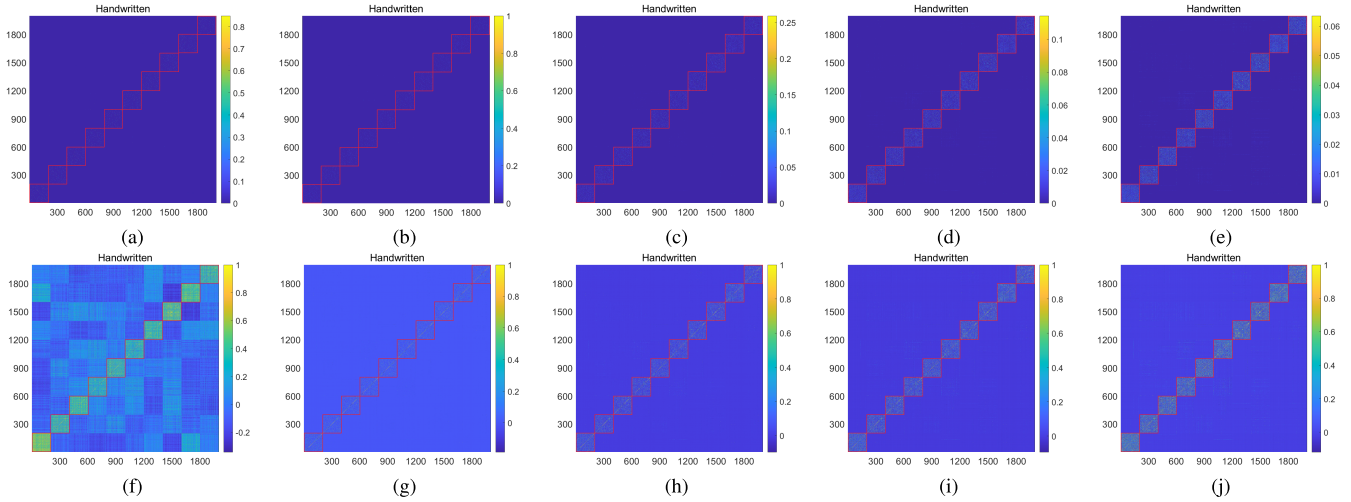 Handwritten Handwritten Handwritten Handwritten Handwritten
1800 1500 1200 900 600 300
300 600 900 1200 1500 1800
0.8 0.7 0.6 0.5 0.4 0.3 0.2 0.1 0
1800 1500 1200 900 600 300
300 600 900 1200 1500 1800
1 0.8 0.6 0.4 0.2 0
1800 1500 1200 900 600 300
300 600 900 1200 1500 1800
0.25 0.2 0.15 0.1 0.05 0
1800 1500 1200 900 600 300
300 600 900 1200 1500 1800
0.1 0.08 0.06 0.04 0.02 0
1800 1500 1200 900 600 300
300 600 900 1200 1500 1800
0.06 0.05 0.04 0.03 0.02 0.01 0
(a) (b) (c) (d) (e)
Handwritten Handwritten Handwritten Handwritten Handwritten
1800 1500 1200 900 600 300
300 600 900 1200 1500 1800
1 0.8 0.6 0.4 0.2 0 -0.2
1800 1500 1200 900 600 300
300 600 900 1200 1500 1800
1 0.8 0.6 0.4 0.2 0
1800 1500 1200 900 600 300
300 600 900 1200 1500 1800
1 0.8 0.6 0.4 0.2 0
1800 1500 1200 900 600 300
300 600 900 1200 1500 1800
1 0.8 0.6 0.4 0.2 0
1800 1500 1200 900 600 300
300 600 900 1200 1500 1800
1 0.8 0.6 0.4 0.2 0
(f) (g) (h) (i) (j)